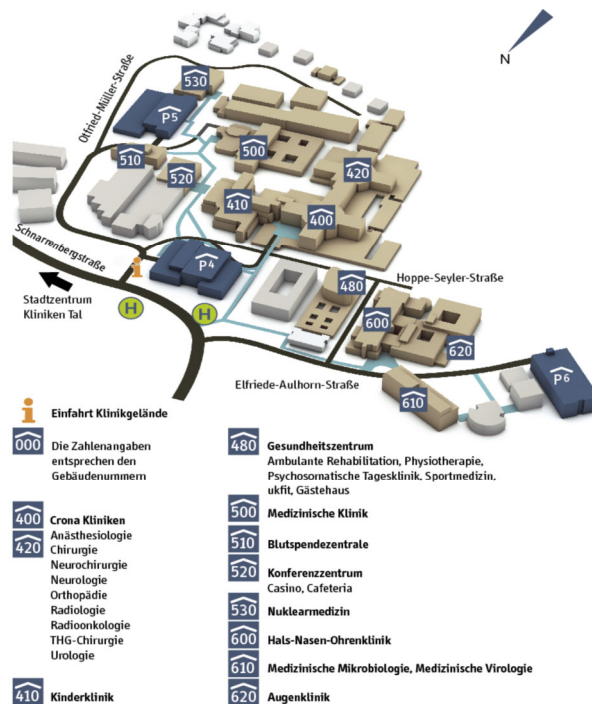 N
530
Otfried-Müller-Straße
P5
510
500
520
420
410
400
Schnarrenbergstraße
P4
i
Stadtzentrum
Kliniken Tal
H
H
480
Hoppe-Seyler-Straße
600
620
Elfriede-Aulhorn-Straße
610
P6
i Einfahrt Klinikgelände
000 Die Zahlenangaben
entsprechen den
Gebäudenummern
400 Crona Kliniken
420 Anästhesiologie
Chirurgie
Neurochirurgie
Neurologie
Orthopädie
Radiologie
Radioonkologie
THG-Chirurgie
Urologie
410 Kinderklinik
480 Gesundheitszentrum
Ambulante Rehabilitation, Physiotherapie,
Psychosomatische Tagesklinik, Sportmedizin,
ukfit, Gästehaus
500 Medizinische Klinik
510 Blutspendezentrale
520 Konferenzzentrum
Casino, Cafeteria
530 Nuklearmedizin
600 Hals-Nasen-Ohrenklinik
610 Medizinische Mikrobiologie, Medizinische Virologie
620 Augenklinik